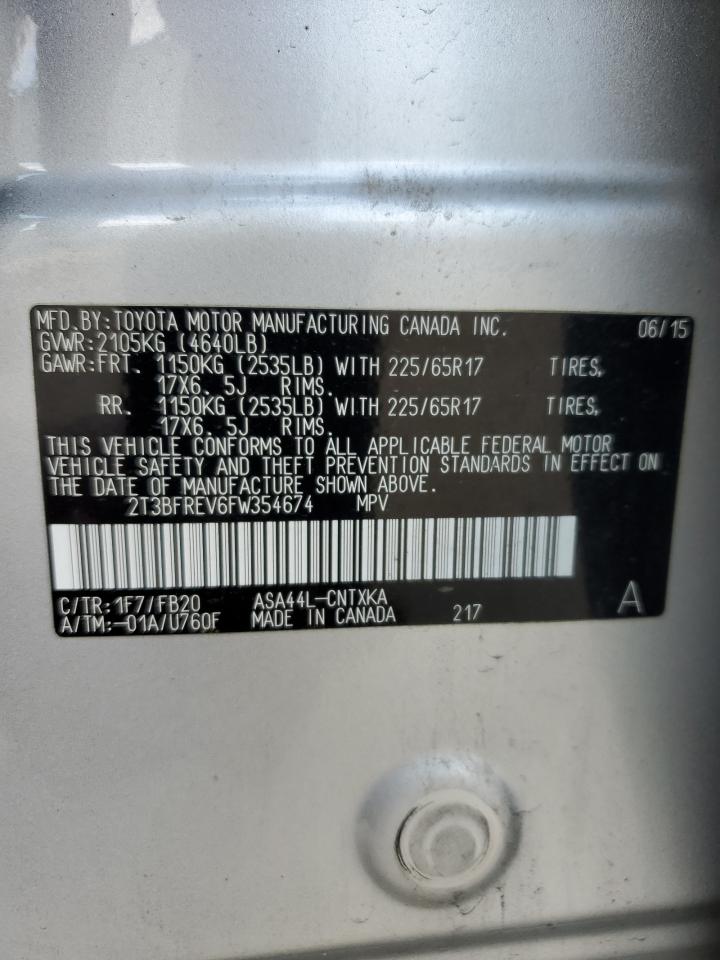 MFD.BY:TOYOTA MOTOR MANUFACTURING CANADA INC. 06/15
GVWR:2105KG (4640LB)
GAWR:FRT. 1150KG (2535LB) WITH 225/65R17 TIRES,
17X6.5J RIMS.
RR. 1150KG (2535LB) WITH 225/65R17 TIRES,
17X6.5J RIMS.
THIS VEHICLE CONFORMS TO ALL APPLICABLE FEDERAL MOTOR
VEHICLE SAFETY AND THEFT PREVENTION STANDARDS IN EFFECT ON
THE DATE OF MANUFACTURE SHOWN ABOVE.
2T3BFREV6FW354674 MPV
C/TR:1F7/FB20 ASA44L-CNTXKA A
A/TM:-01A/U760F MADE IN CANADA 217